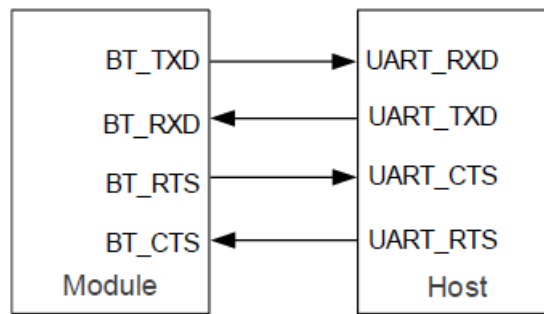 BT_TXD UART_RXD
BT_RXD UART_TXD
BT_RTS UART_CTS
BT_CTS UART_RTS
Module Host